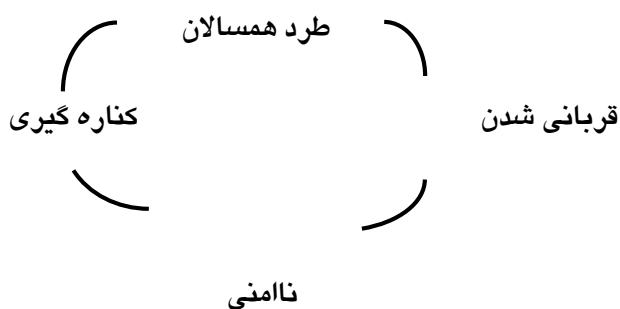 طرد همسالان
قربانی شدن
کناره گیری
ناامنی